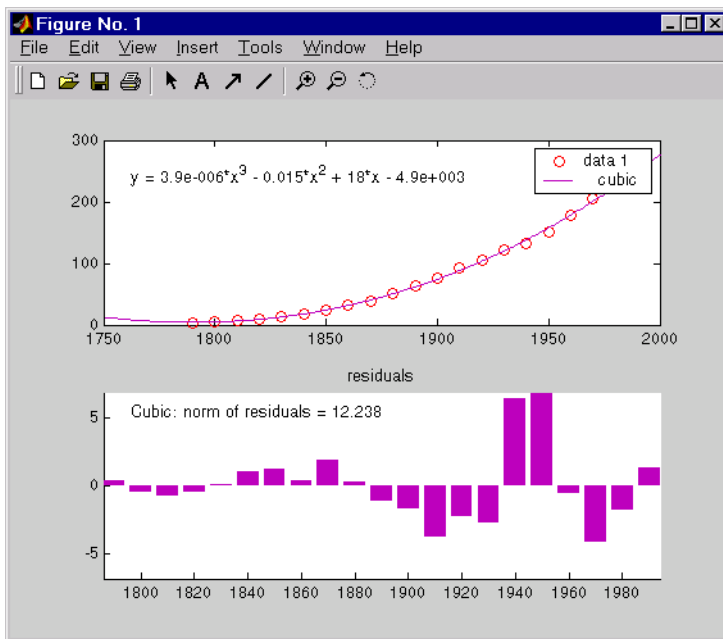 Figure No. 1
File Edit View Insert Tools Window Help
A
300
200
100
0
y = 3.9e-006*x^3 - 0.015*x^2 + 18*x - 4.9e+003
data 1
cubic
1750 1800 1850 1900 1950 2000
residuals
Cubic: norm of residuals = 12.238
5
0
-5
1800 1820 1840 1860 1880 1900 1920 1940 1960 1980